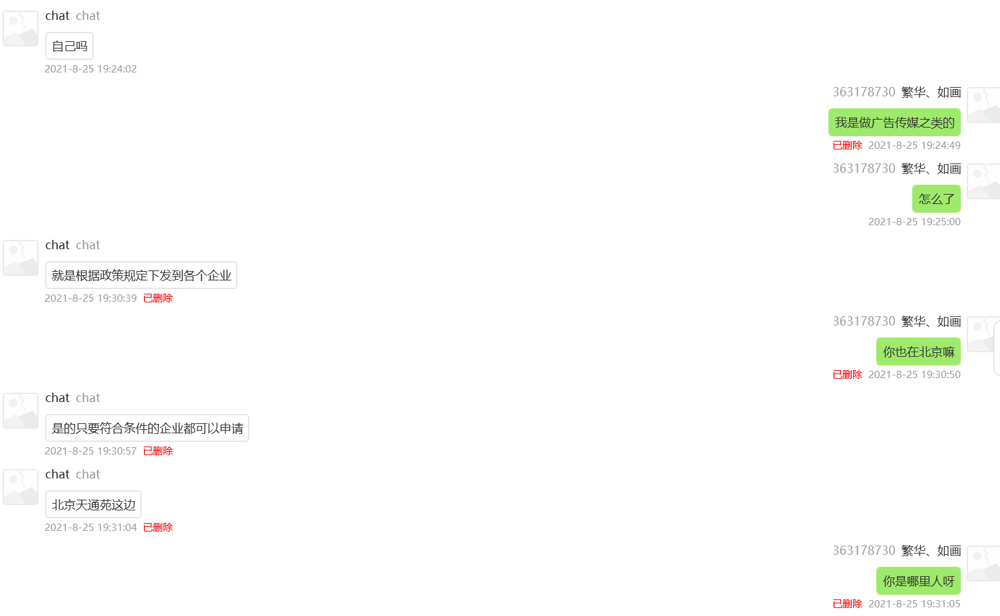 chat chat
自己吗
2021-8-25 19:24:02
363178730 繁华、如画
我是做广告传媒之类的
已删除 2021-8-25 19:24:49
363178730 繁华、如画
怎么了
2021-8-25 19:25:00
chat chat
就是根据政策规定下发到各个企业
2021-8-25 19:30:39 已删除
363178730 繁华、如画
你也在北京嘛
已删除 2021-8-25 19:30:50
chat chat
是的只要符合条件的企业都可以申请
2021-8-25 19:30:57 已删除
chat chat
北京天通苑这边
2021-8-25 19:31:04 已删除
363178730 繁华、如画
你是哪里人呀
已删除 2021-8-25 19:31:05